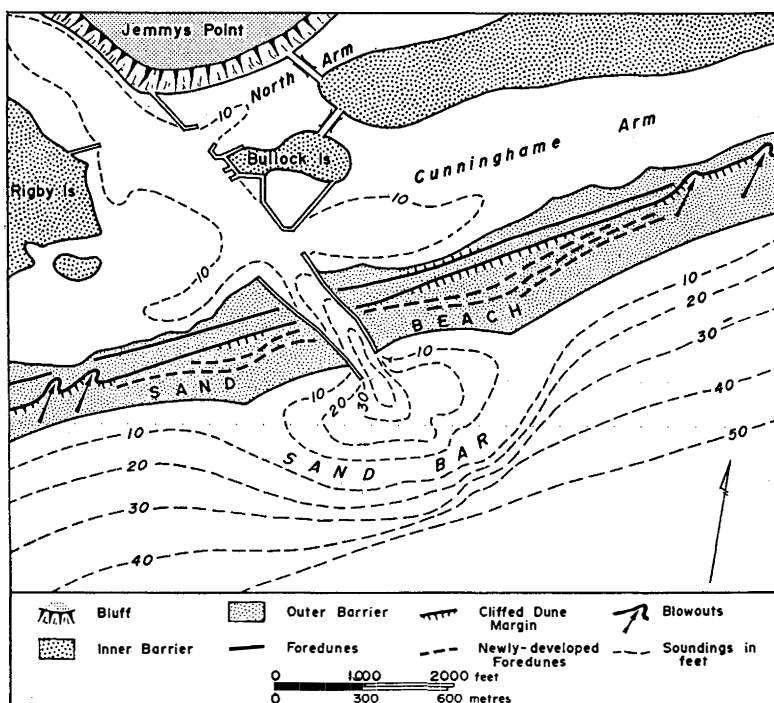 Jemmys Point
North Arm
10
Bullock Is.
Cunninghame Arm
Rigby Is.
10
10
10
20
30
40
50
SAND BEACH
10
10
20
30
SAND BAR
10
20
30
40
Bluff
Outer Barrier
Cliffed Dune Margin
Blowouts
Inner Barrier
Foredunes
Newly-developed Foredunes
Soundings in feet
0 1000 2000 feet
0 300 600 metres